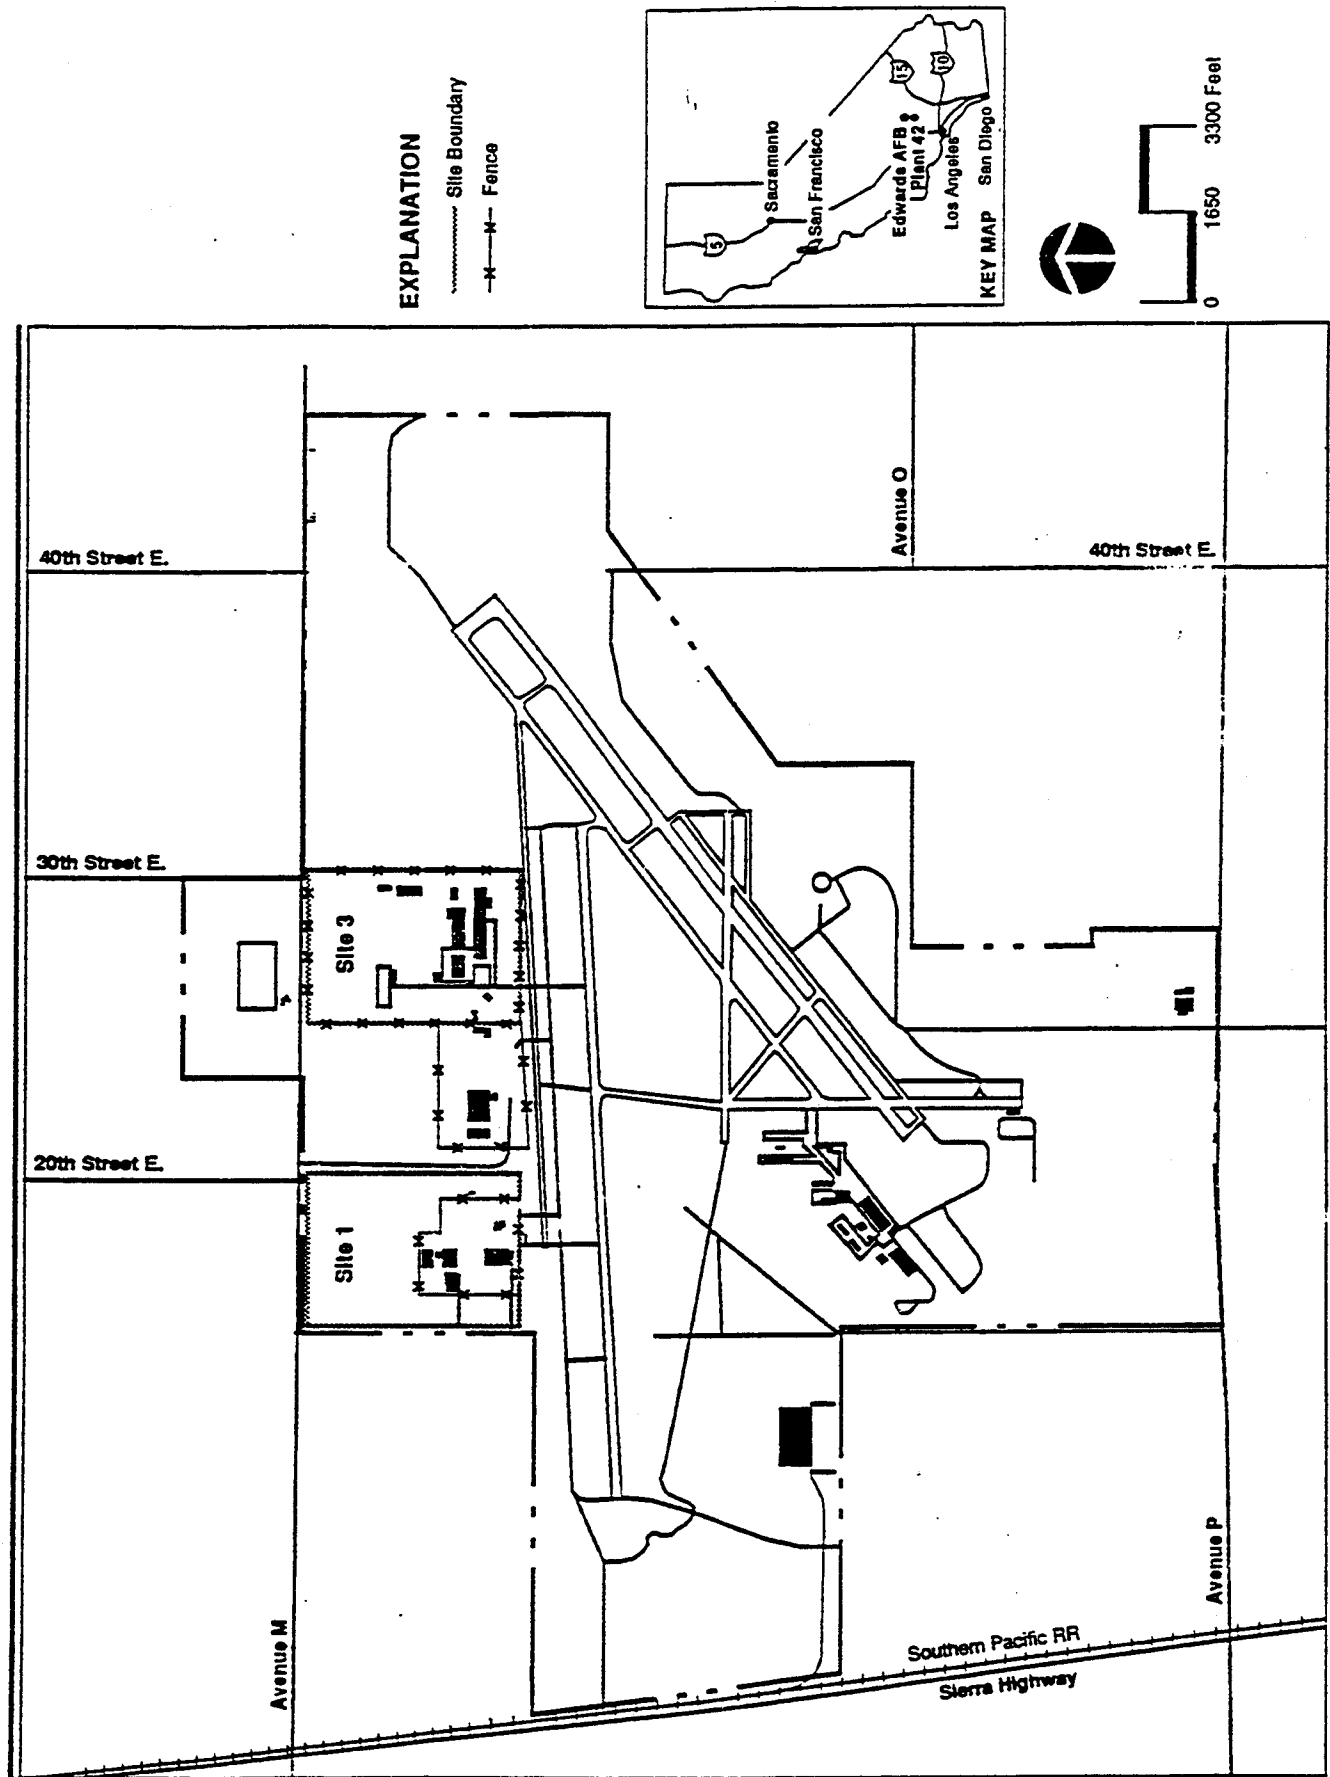 EXPLANATION
Site Boundary
Fence
5
Sacramento
San Francisco
15
10
Edwards AFB
Plant 42
Los Angeles
San Diego
KEY MAP
0 1650 3300 Feet
40th Street E.
30th Street E.
20th Street E.
Site 3
Site 1
Avenue O
40th Street E.
Avenue M
Avenue P
Southern Pacific RR
Sierra Highway